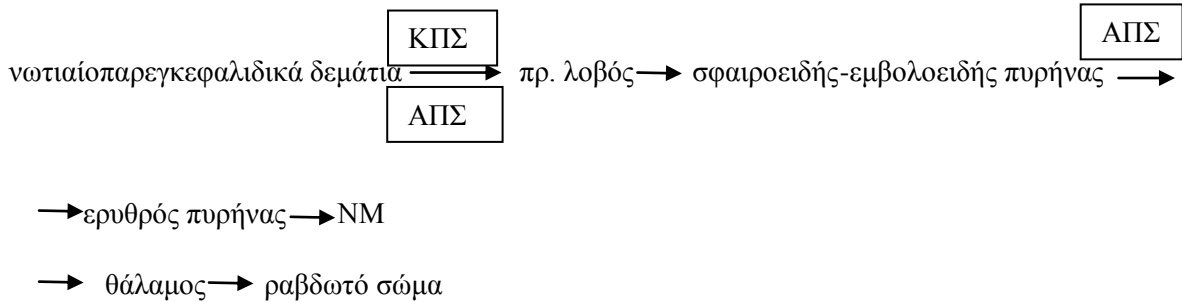 ΚΠΣ ΑΠΣ
νωτιαίοπαρεγκεφαλιδικά δεμάτια → πρ. λοβός → σφαιροειδής-εμβολοειδής πυρήνας →
ΑΠΣ
→ ερυθρός πυρήνας → ΝΜ
→ θάλαμος → ραβδωτό σώμα